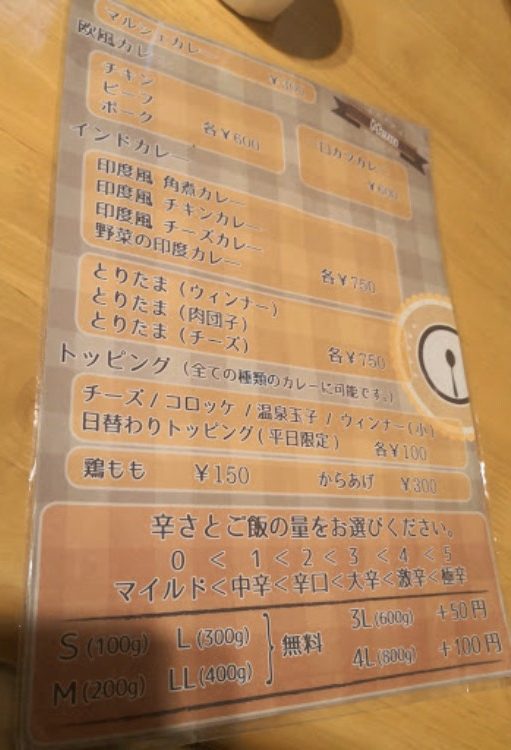 マルシェカレー
欧風カレー
チキン
ビーフ
ポーク
各¥600
カツカレー
¥600
インドカレー
印度風 角煮カレー
印度風 チキンカレー
印度風 チーズカレー
野菜の印度カレー
各¥750
とりたま(ウィンナー)
とりたま(肉団子)
とりたま(チーズ)
各¥750
トッピング(全ての種類のカレーに可能です。)
チーズ/コロッケ/温泉玉子/ウィンナー(小)
日替わりトッピング(平日限定) 各¥100
鶏もも ¥150 からあげ ¥300
辛さとご飯の量をお選びください。
0 < 1 < 2 < 3 < 4 < 5
マイルド<中辛<辛口<大辛<激辛<極辛
S(100g) L(300g) 無料 3L(600g) +50円
M(200g) LL(400g) 4L(800g) +100円